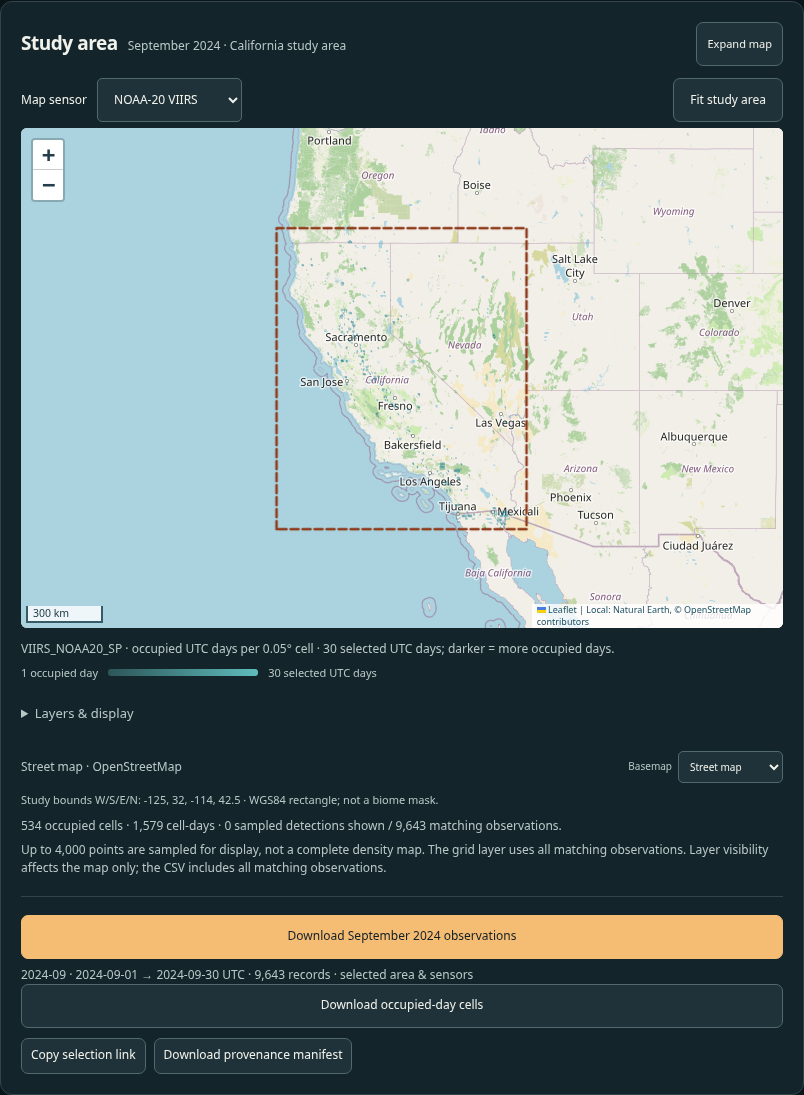 Study area September 2024 · California study area
Expand map
Map sensor NOAA-20 VIIRS
Fit study area
+
−
Idaho
Portland
Oregon
Boise
Wyoming
Salt Lake
City
Denver
Utah
Colorado
Sacramento
Nevada
San Jose
California
Fresno
Las Vegas
Bakersfield
Albuquerque
Arizona
New Mexico
Los Angeles
Phoenix
Tijuana
Mexicali
Tucson
Ciudad Juárez
Baja California
Sonora
300 km
Leaflet | Local: Natural Earth, © OpenStreetMap
contributors
VIIRS_NOAA20_SP · occupied UTC days per 0.05° cell · 30 selected UTC days; darker = more occupied days.
1 occupied day 30 selected UTC days
▶ Layers & display
Street map · OpenStreetMap
Basemap Street map
Study bounds W/S/E/N: -125, 32, -114, 42.5 · WGS84 rectangle; not a biome mask.
534 occupied cells · 1,579 cell-days · 0 sampled detections shown / 9,643 matching observations.
Up to 4,000 points are sampled for display, not a complete density map. The grid layer uses all matching observations. Layer visibility
affects the map only; the CSV includes all matching observations.
Download September 2024 observations
2024-09 · 2024-09-01 → 2024-09-30 UTC · 9,643 records · selected area & sensors
Download occupied-day cells
Copy selection link
Download provenance manifest